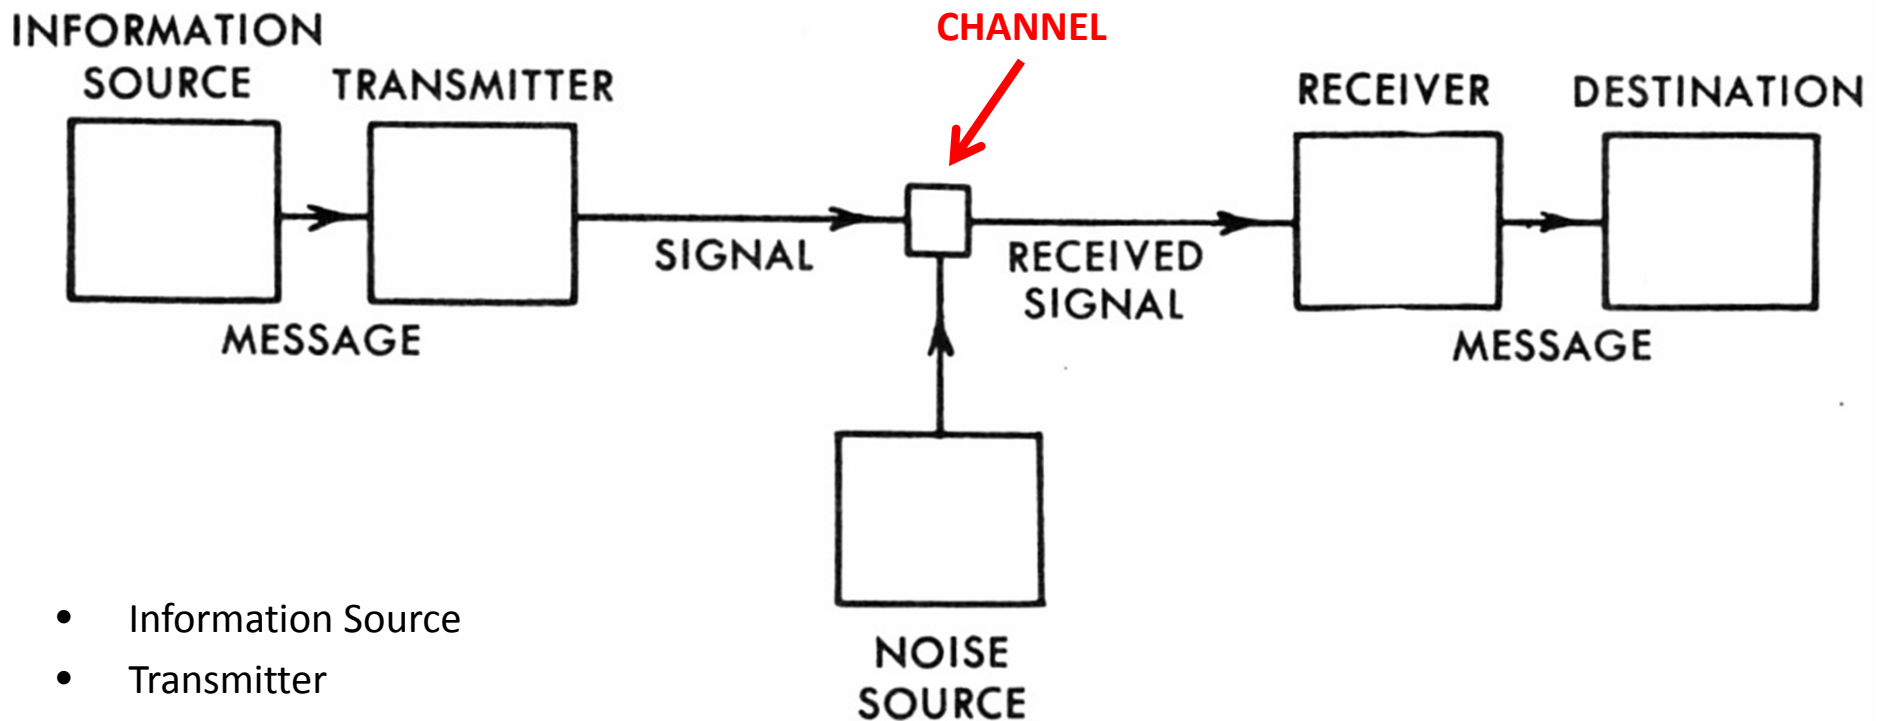 CHANNEL
INFORMATION
SOURCE
TRANSMITTER
RECEIVER
DESTINATION
SIGNAL
RECEIVED
SIGNAL
MESSAGE
MESSAGE
• Information Source
• Transmitter
NOISE
SOURCE